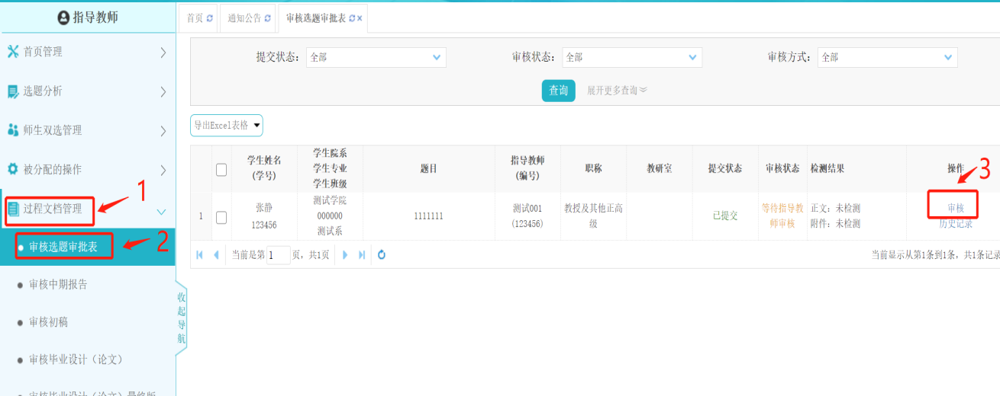 指导教师
首页 通知公告 审核选题审批表
首页管理
选题分析
师生双选管理
被分配的操作
过程文档管理
1
审核选题审批表
2
审核中期报告
审核初稿
审核毕业设计(论文)
收起导航
提交状态: 全部 审核状态: 全部 审核方式: 全部
查询 展开更多查询
导出Excel表格
学生姓名
(学号)
学生院系
学生专业
学生班级
题目
指导教师
(编号)
职称
教研室
提交状态
审核状态
检测结果
操作
3
1
张静
123456
测试学院
000000
测试系
1111111
测试001
(123456)
教授及其他正高
级
已提交
等待指导教
师审核
正文: 未检测
附件: 未检测
审核
历史记录
当前是第 1 页, 共1页
当前显示从第1条到1条, 共1条记录